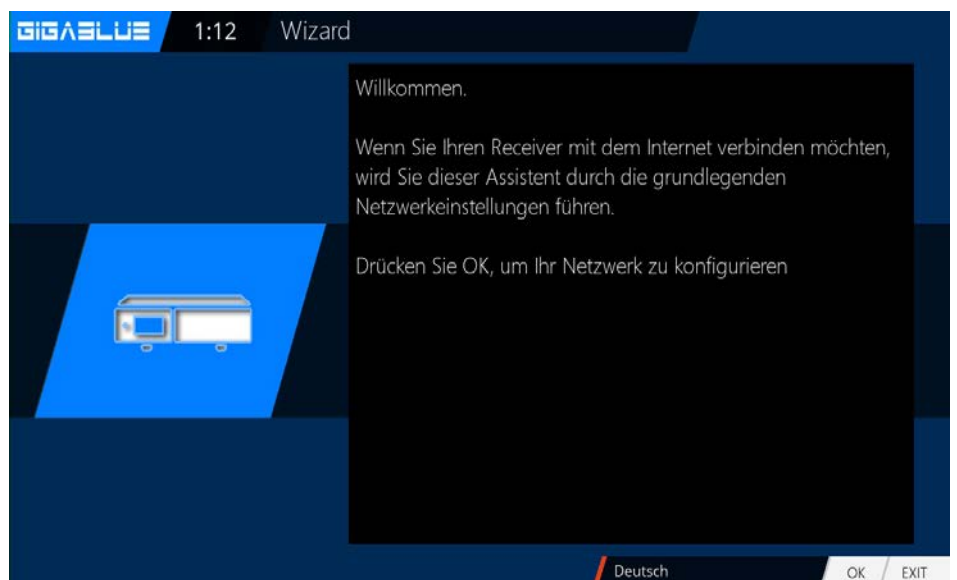 GIGABLUE 1:12 Wizard
Willkommen.
Wenn Sie Ihren Receiver mit dem Internet verbinden möchten,
wird Sie dieser Assistent durch die grundlegenden
Netzwerkeinstellungen führen.
Drücken Sie OK, um Ihr Netzwerk zu konfigurieren
Deutsch OK EXIT